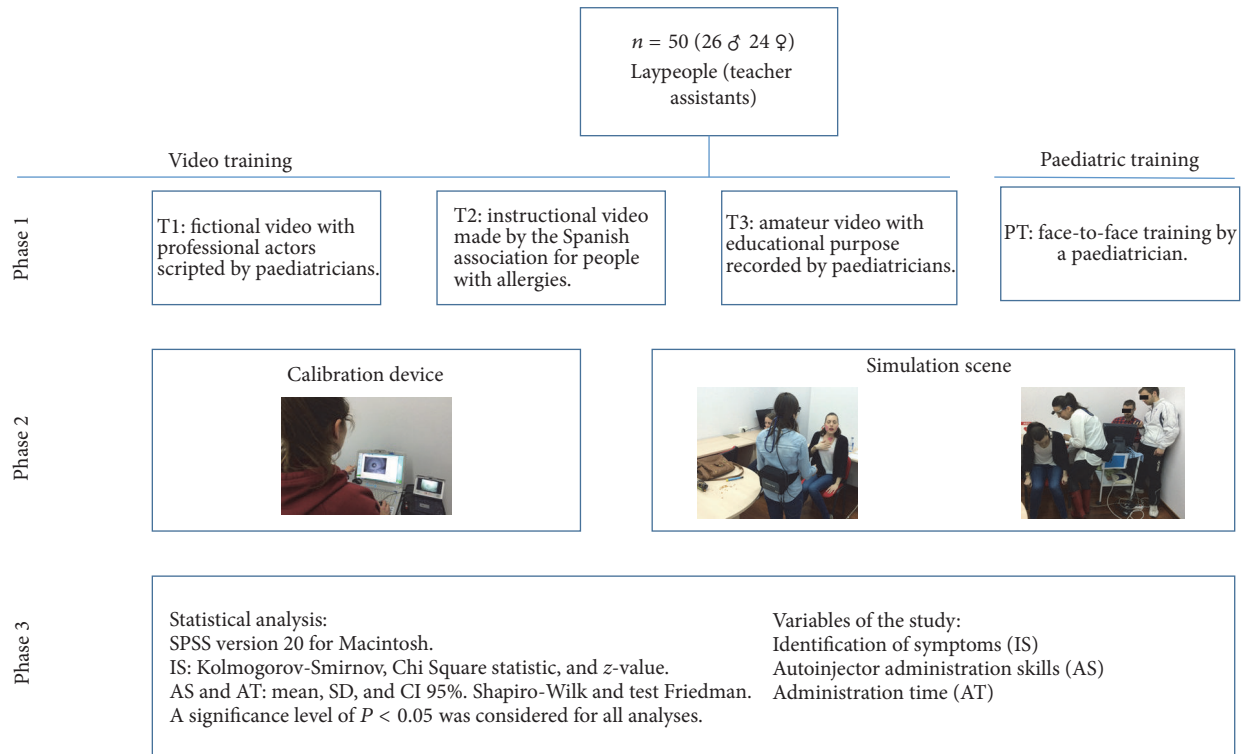 n = 50 (26 ♂ 24 ♀)
Laypeople (teacher
assistants)
Video training
Paediatric training
Phase 1
T1: fictional video with
professional actors
scripted by paediatricians.
T2: instructional video
made by the Spanish
association for people
with allergies.
T3: amateur video with
educational purpose
recorded by paediatricians.
PT: face-to-face training by
a paediatrician.
Phase 2
Calibration device
Simulation scene
Phase 3
Statistical analysis:
SPSS version 20 for Macintosh.
IS: Kolmogorov-Smirnov, Chi Square statistic, and z-value.
AS and AT: mean, SD, and CI 95%. Shapiro-Wilk and test Friedman.
A significance level of P < 0.05 was considered for all analyses.
Variables of the study:
Identification of symptoms (IS)
Autoinjector administration skills (AS)
Administration time (AT)